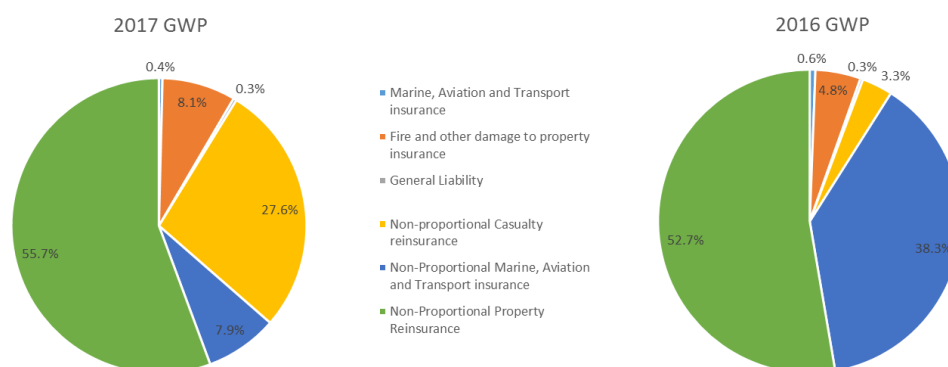 2017 GWP
0.4%
8.1%
0.3%
27.6%
7.9%
55.7%
Marine, Aviation and Transport
insurance
Fire and other damage to property
insurance
General Liability
Non-proportional Casualty
reinsurance
Non-Proportional Marine, Aviation
and Transport insurance
Non-Proportional Property
Reinsurance
2016 GWP
0.6%
4.8%
0.3%
3.3%
38.3%
52.7%